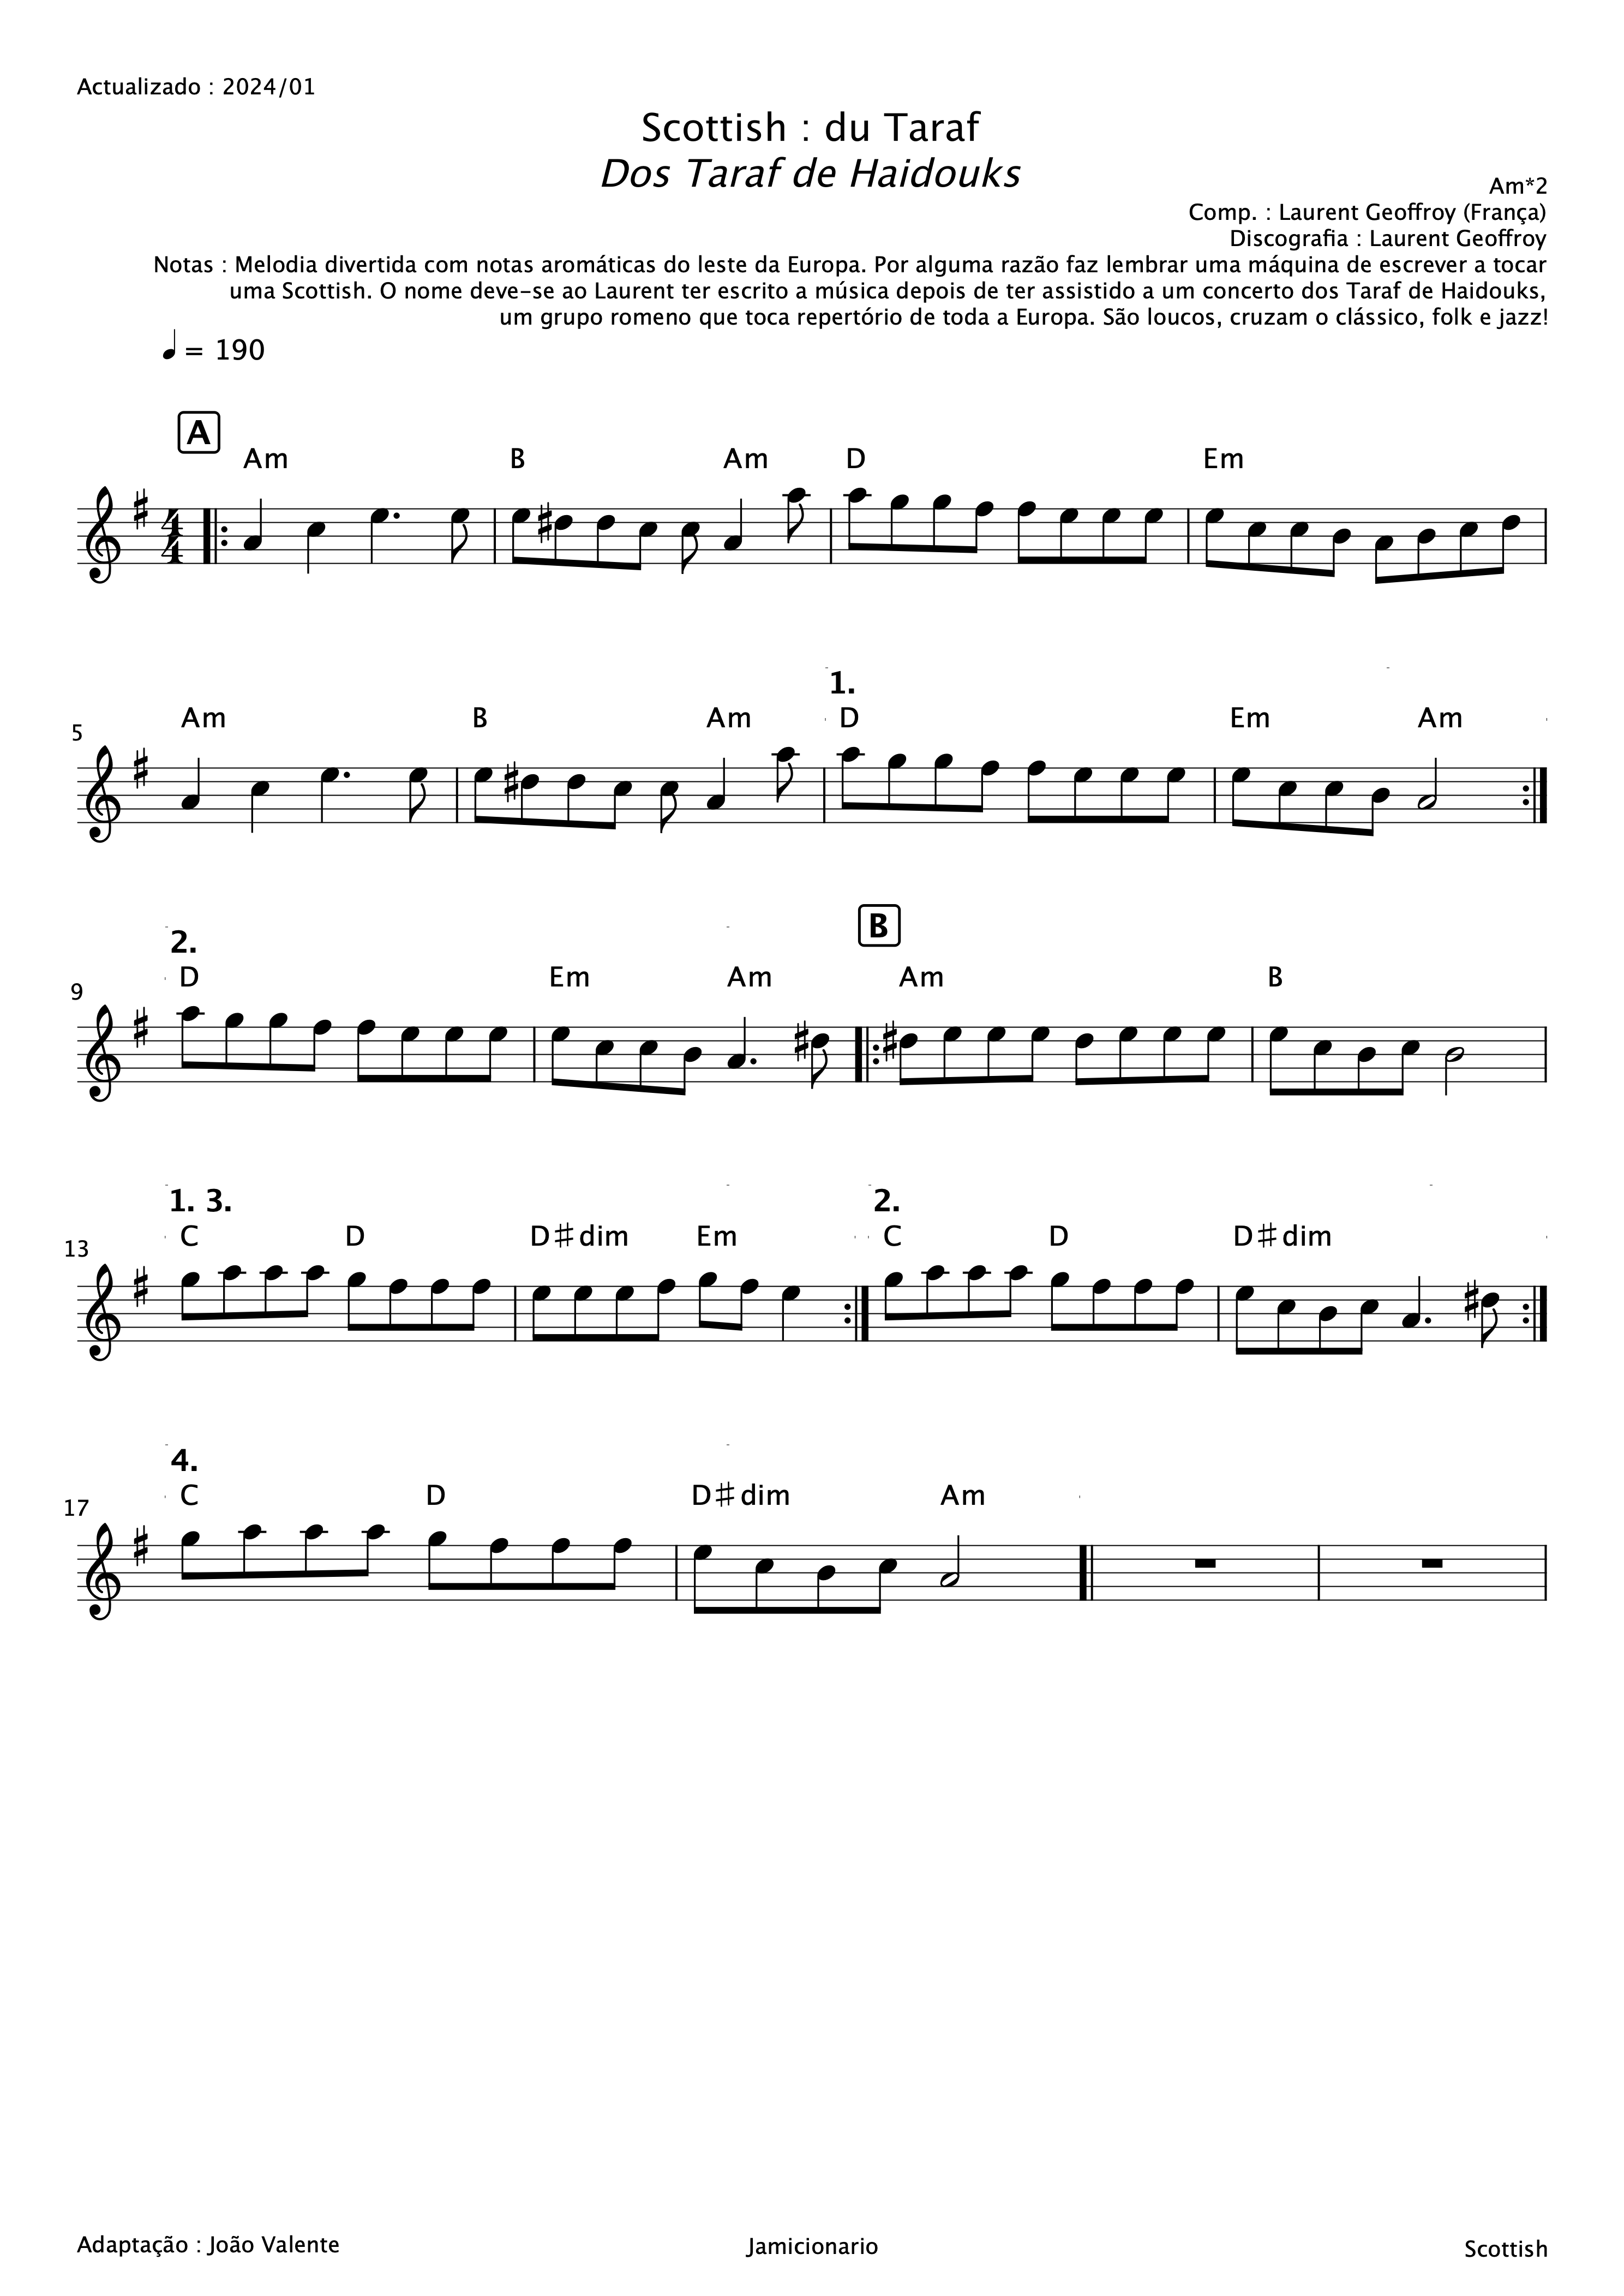 Actualizado : 2024/01
Scottish : du Taraf
Dos Taraf de Haidouks
Am*2
Comp. : Laurent Geoffroy (França)
Discografia : Laurent Geoffroy
Notas : Melodia divertida com notas aromáticas do leste da Europa. Por alguma razão faz lembrar uma máquina de escrever a tocar
uma Scottish. O nome deve-se ao Laurent ter escrito a música depois de ter assistido a um concerto dos Taraf de Haidouks,
um grupo romeno que toca repertório de toda a Europa. São loucos, cruzam o clássico, folk e jazz!
♩ = 190
A
Am B Am D Em
4
4
1.
5 Am B Am D Em Am
2. B
9 D Em Am Am B
1. 3. 2.
13 C D D♯dim Em C D D♯dim
4.
17 C D D♯dim Am
Adaptação : João Valente Jamicionario Scottish